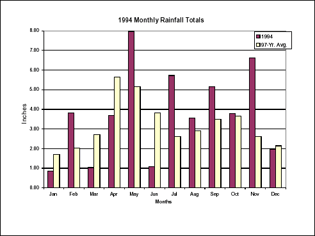 1994 Monthly Rainfall Totals
1994
97-Yr. Avg.
8.00
7.00
6.00
5.00
4.00
3.00
2.00
1.00
0.00
Inches
Jan Feb Mar Apr May Jun Jul Aug Sep Oct Nov Dec
Months